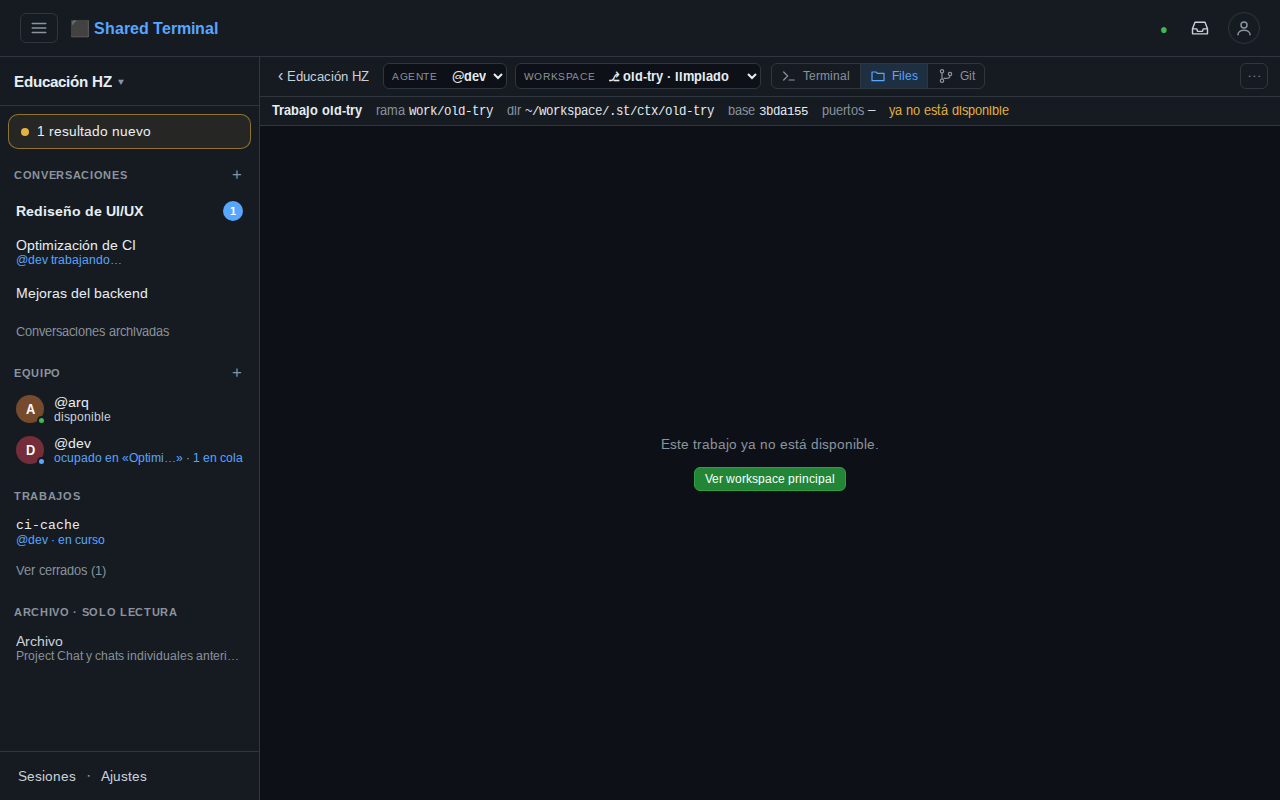 Shared Terminal
Educación HZ
‹ Educación HZ
AGENTE @dev
WORKSPACE old-try · limpiado
Terminal
Files
Git
...
Trabajo old-try rama work/old-try dir ~/workspace/.st/ctx/old-try base 3bda155 puertos — ya no está disponible
1 resultado nuevo
CONVERSACIONES +
Rediseño de UI/UX 1
Optimización de CI
@dev trabajando…
Mejoras del backend
Conversaciones archivadas
EQUIPO +
A @arq
disponible
D @dev
ocupado en «Optimi…» · 1 en cola
TRABAJOS
ci-cache
@dev · en curso
Ver cerrados (1)
ARCHIVO · SOLO LECTURA
Archivo
Project Chat y chats individuales anteri…
Sesiones · Ajustes
Este trabajo ya no está disponible.
Ver workspace principal